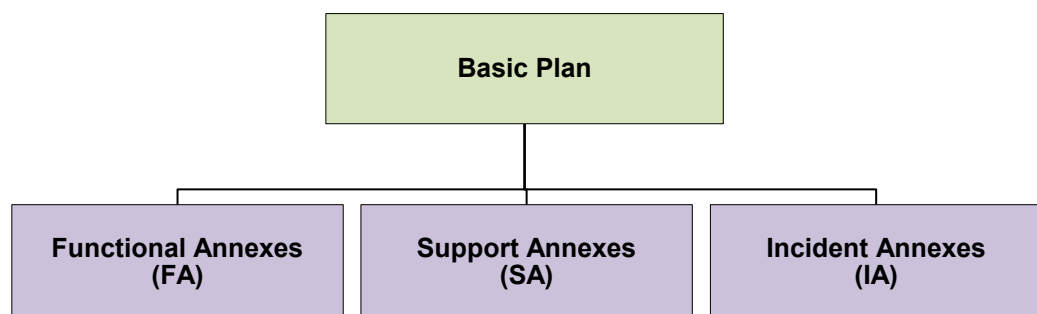 Basic Plan
Functional Annexes
(FA)
Support Annexes
(SA)
Incident Annexes
(IA)